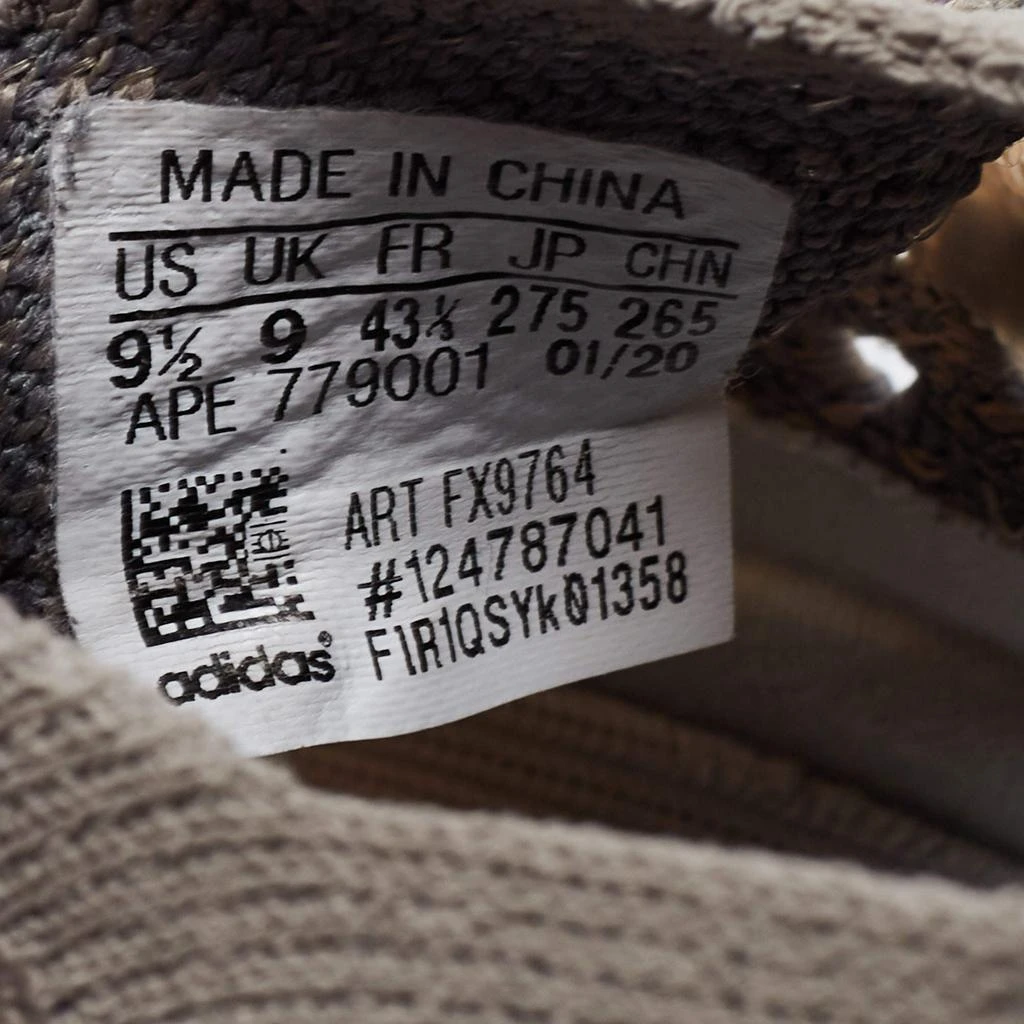 MADE IN CHINA
US UK FR JP CHN
9½ 9 43⅓ 275 265
APE 779001 01/20
ART FX9764
#124787041
F1R1QSYk01358
adidas®